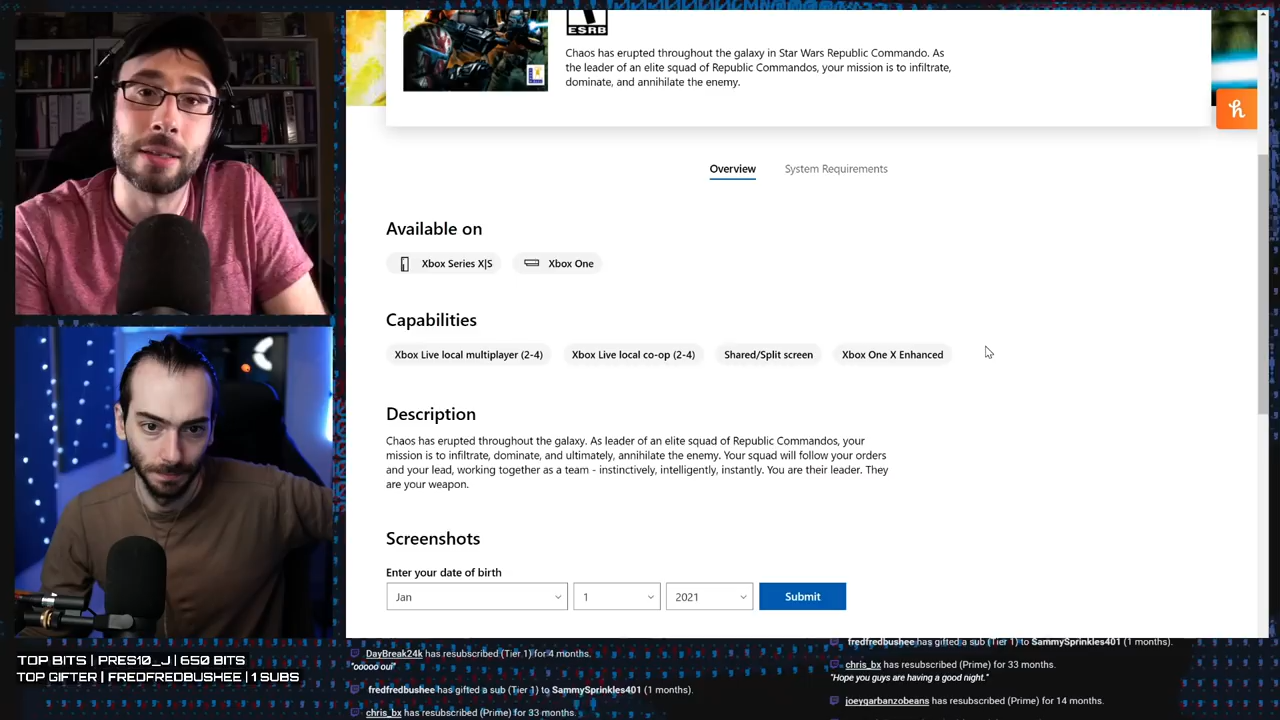 ESRB
Chaos has erupted throughout the galaxy in Star Wars Republic Commando. As
the leader of an elite squad of Republic Commandos, your mission is to infiltrate,
dominate, and annihilate the enemy.
h
Overview
System Requirements
Available on
Xbox Series X|S
Xbox One
Capabilities
Xbox Live local multiplayer (2-4)
Xbox Live local co-op (2-4)
Shared/Split screen
Xbox One X Enhanced
Description
Chaos has erupted throughout the galaxy. As leader of an elite squad of Republic Commandos, your
mission is to infiltrate, dominate, and ultimately, annihilate the enemy. Your squad will follow your orders
and your lead, working together as a team - instinctively, intelligently, instantly. You are their leader. They
are your weapon.
Screenshots
Enter your date of birth
Jan
1
2021
Submit
TOP BITS | PRES10_J | 650 BITS
TOP GIFTER | FREDFREDBUSHEE | 1 SUBS
DayBreak24k has resubscribed (Tier 1) for 4 months.
"ooooo oui"
fredfredbushee has gifted a sub (Tier 1) to SammySprinkles401 (1 months).
chris_bx has resubscribed (Prime) for 33 months.
fredfredbushee has gifted a sub (Tier 1) to SammySprinkles401 (1 months).
chris_bx has resubscribed (Prime) for 33 months.
"Hope you guys are having a good night."
joeygarbanzobeans has resubscribed (Prime) for 14 months.